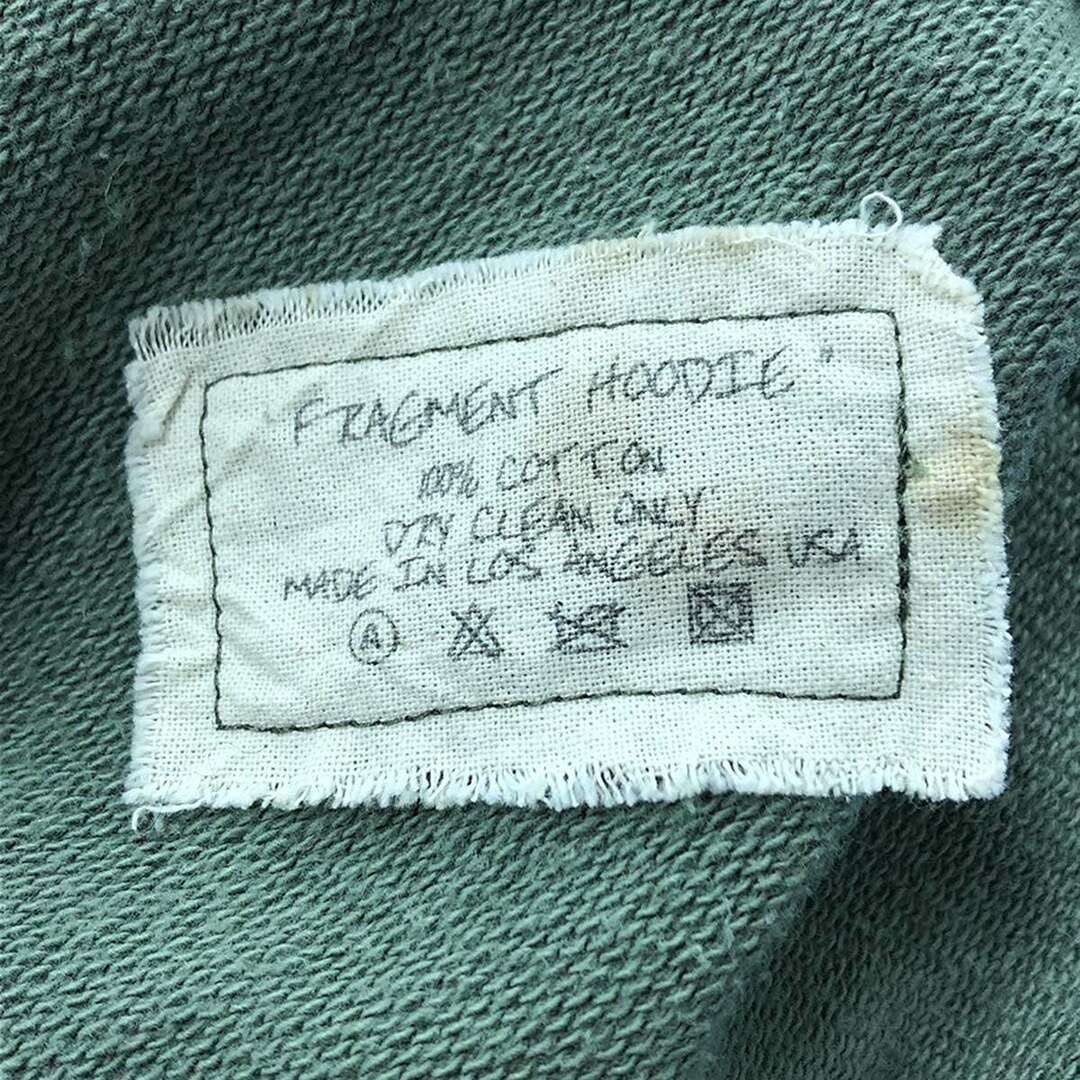 "FRAGMENT HOODIE"
100% COTTON
DRY CLEAN ONLY
MADE IN LOS ANGELES USA
A